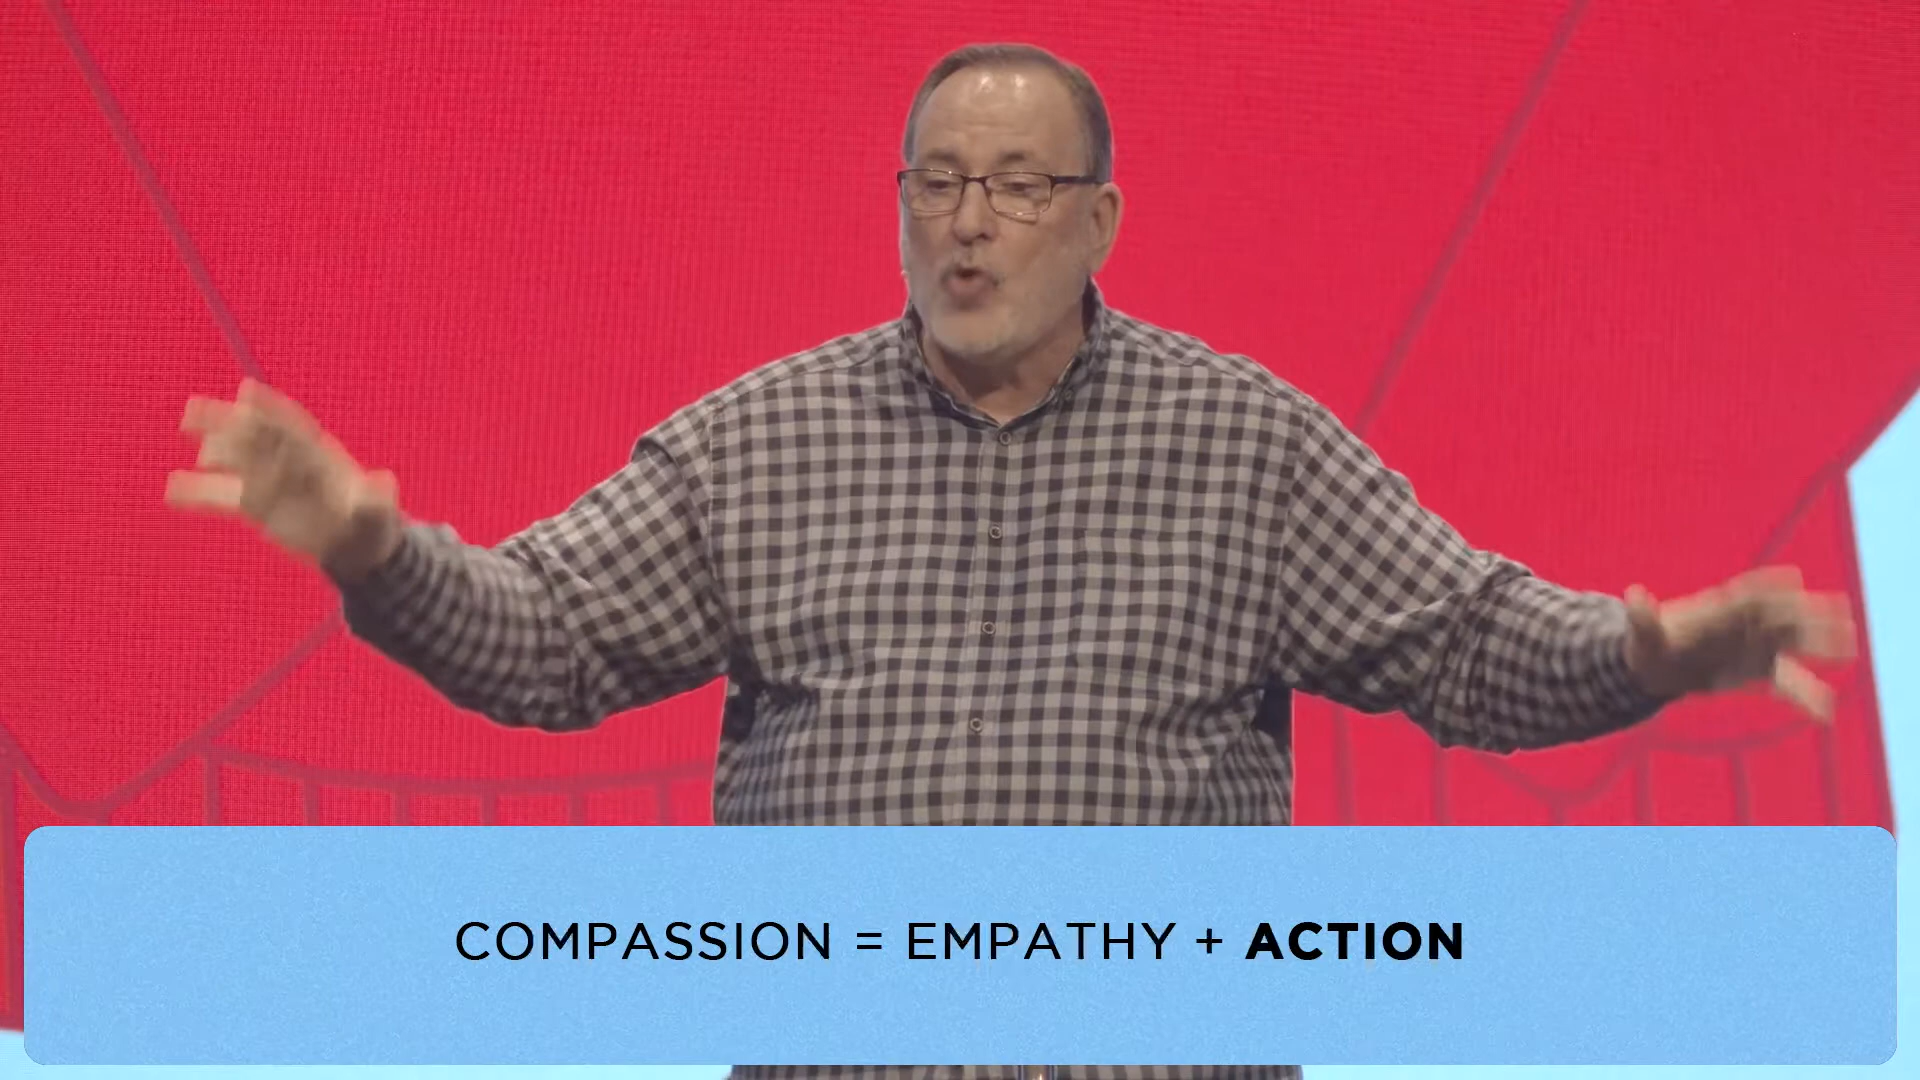 COMPASSION = EMPATHY + ACTION